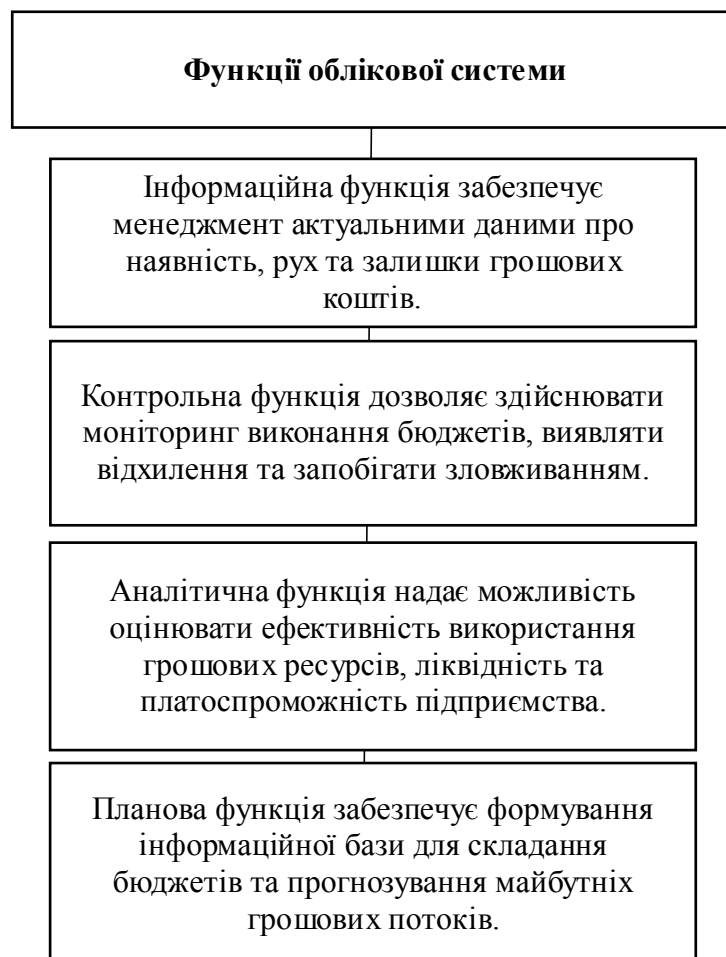 Функції облікової системи
Інформаційна функція забезпечує
менеджмент актуальними даними про
наявність, рух та залишки грошових
коштів.
Контрольна функція дозволяє здійснювати
моніторинг виконання бюджетів, виявляти
відхилення та запобігати зловживанням.
Аналітична функція надає можливість
оцінювати ефективність використання
грошових ресурсів, ліквідність та
платоспроможність підприємства.
Планова функція забезпечує формування
інформаційної бази для складання
бюджетів та прогнозування майбутніх
грошових потоків.